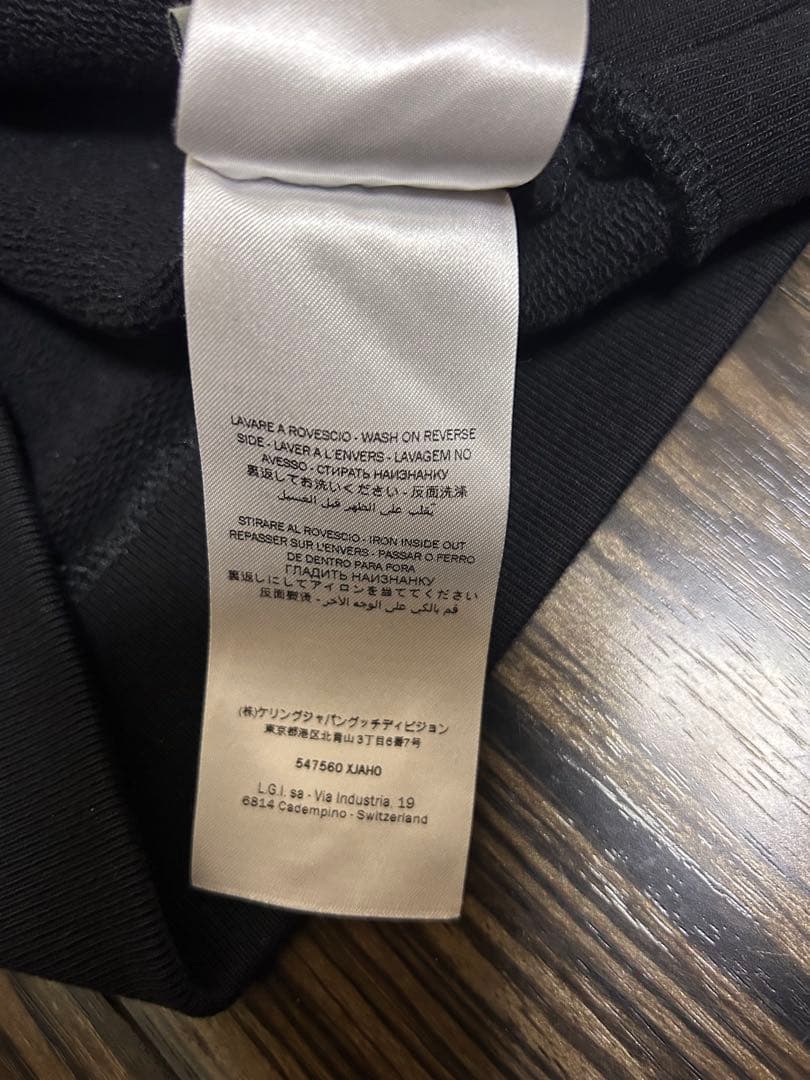 LAVARE A ROVESCIO - WASH ON REVERSE
SIDE - LAVER A L'ENVERS - LAVAGEM NO
AVESSO - СТИРАТЬ НАИЗНАНКУ
裏返してお洗いください - 反面洗涤
يُقلب على الظهر قبل الغسيل
STIRARE AL ROVESCIO - IRON INSIDE OUT
REPASSER SUR L'ENVERS - PASSAR O FERRO
DE DENTRO PARA FORA
ГЛАДИТЬ НАИЗНАНКУ
裏返しにしてアイロンを当ててください
反面熨烫 - قم بالكي على الوجه الآخر
(株)ケリングジャパングッチディビジョン
東京都港区北青山3丁目6番7号
547560 XJAH0
L.G.I. sa - Via Industria, 19
6814 Cadempino - Switzerland